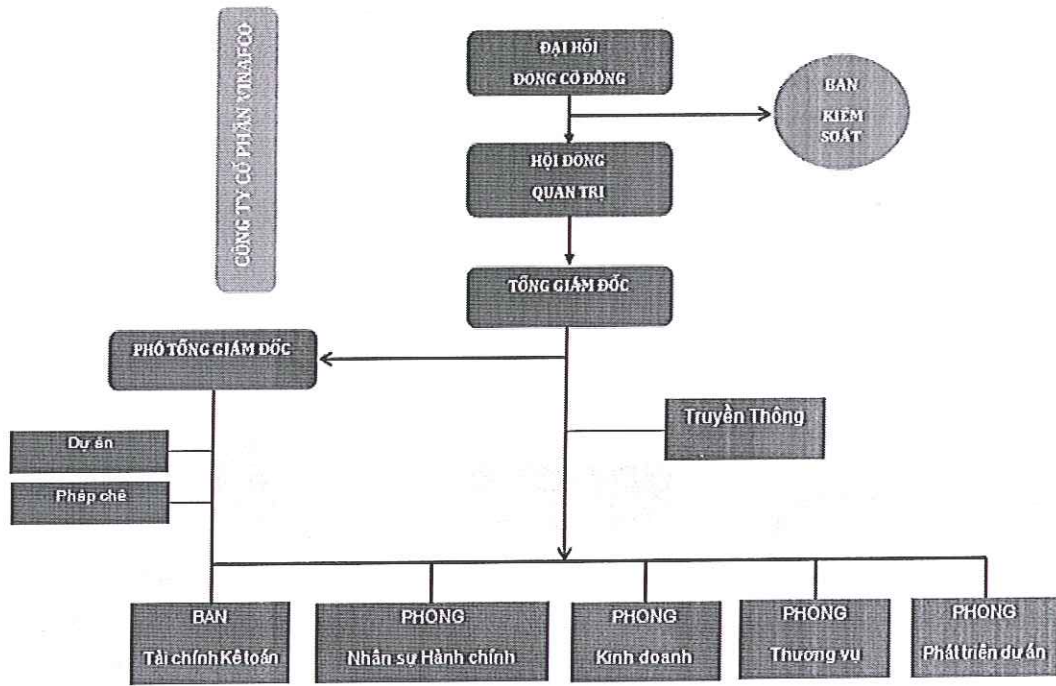 CÔNG TY CỔ PHẦN VINAFCO
ĐẠI HỘI
ĐỒNG CỔ ĐÔNG
BAN
KIỂM
SOÁT
HỘI ĐỒNG
QUẢN TRỊ
TỔNG GIÁM ĐỐC
PHÓ TỔNG GIÁM ĐỐC
Truyền Thông
Dự án
Pháp chế
BAN
Tài chính Kế toán
PHÒNG
Nhân sự Hành chính
PHÒNG
Kinh doanh
PHÒNG
Thương vụ
PHÒNG
Phát triển dự án